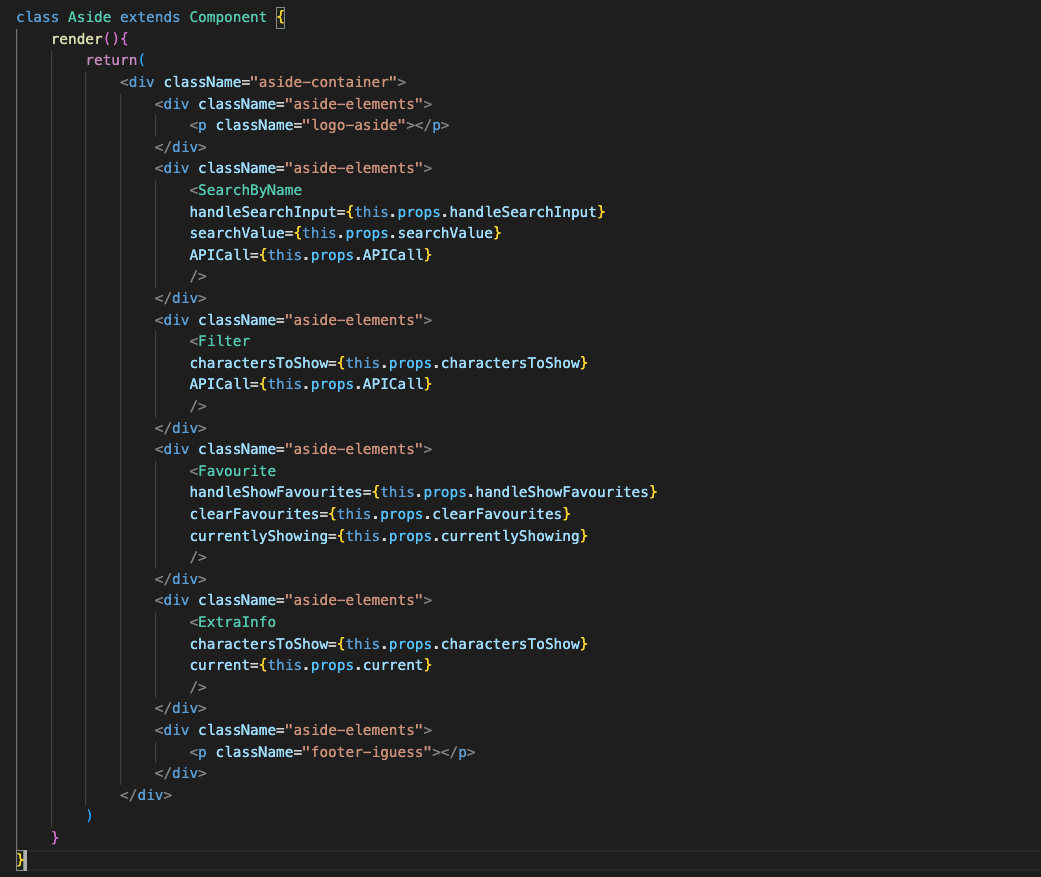 class Aside extends Component {
    render(){
        return(
            <div className="aside-container">
                <div className="aside-elements">
                    <p className="logo-aside"></p>
                </div>
                <div className="aside-elements">
                    <SearchByName
                    handleSearchInput={this.props.handleSearchInput}
                    searchValue={this.props.searchValue}
                    APICall={this.props.APICall}
                    />
                </div>
                <div className="aside-elements">
                    <Filter
                    charactersToShow={this.props.charactersToShow}
                    APICall={this.props.APICall}
                    />
                </div>
                <div className="aside-elements">
                    <Favourite
                    handleShowFavourites={this.props.handleShowFavourites}
                    clearFavourites={this.props.clearFavourites}
                    currentlyShowing={this.props.currentlyShowing}
                    />
                </div>
                <div className="aside-elements">
                    <ExtraInfo
                    charactersToShow={this.props.charactersToShow}
                    current={this.props.current}
                    />
                </div>
                <div className="aside-elements">
                    <p className="footer-iguess"></p>
                </div>
            </div>
        )
    }
}